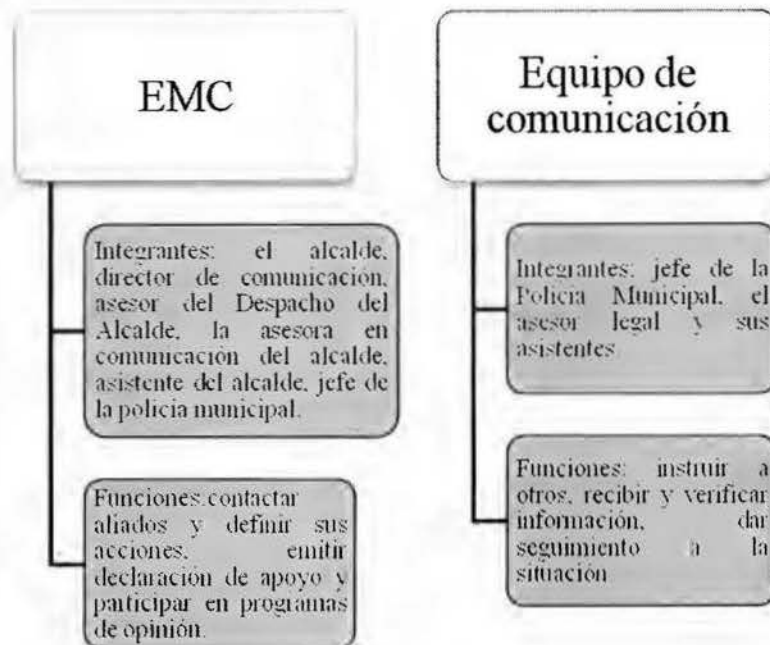 EMC
Integrantes: el alcalde,
director de comunicación,
asesor del Despacho del
Alcalde, la asesora en
comunicación del alcalde,
asistente del alcalde, jefe de
la policia municipal.
Funciones:contactar
aliados y definir sus
acciones, emitir
declaración de apoyo y
participar en programas
de opinión.
Equipo de
comunicación
Integrantes: jefe de la
Policia Municipal, el
asesor legal y sus
asistentes
Funciones: instruir a
otros, recibir y verificar
información, dar
seguimiento a la
situación